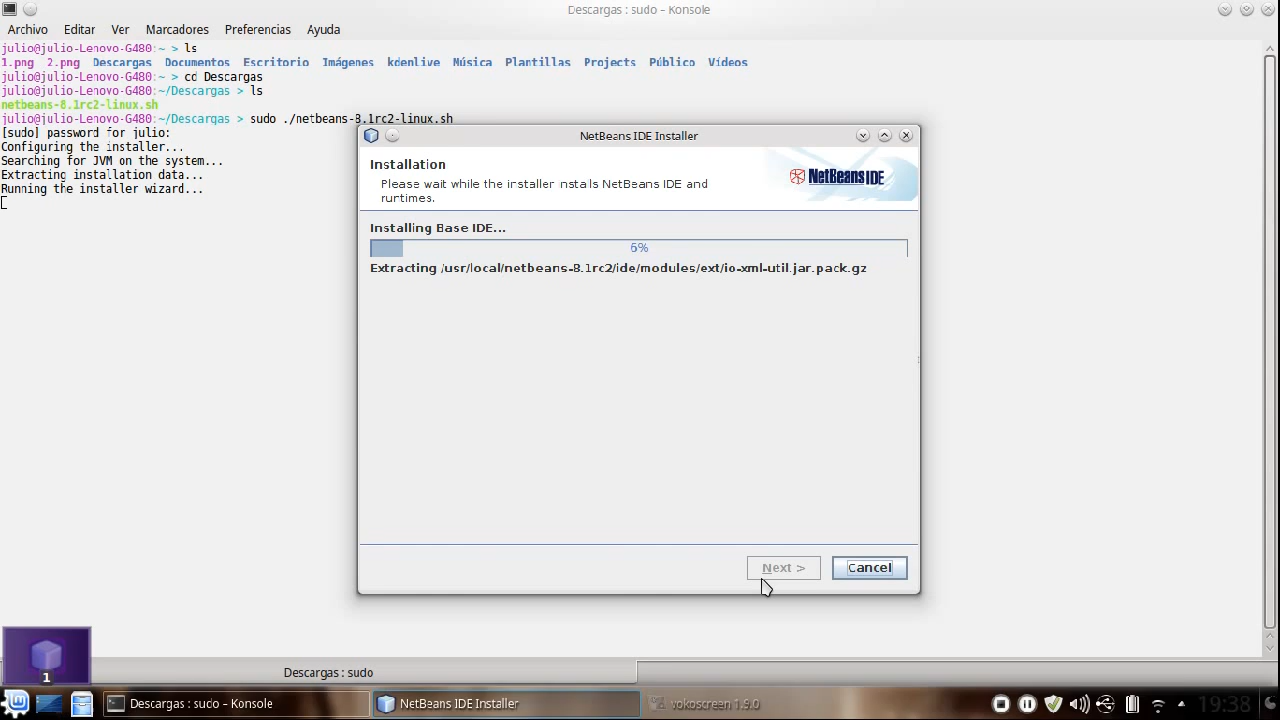 Descargas : sudo – Konsole
Archivo Editar Ver Marcadores Preferencias Ayuda
julio@julio-Lenovo-G480:~ > ls
1.png 2.png Descargas Documentos Escritorio Imágenes kdenlive Música Plantillas Projects Público Vídeos
julio@julio-Lenovo-G480:~ > cd Descargas
julio@julio-Lenovo-G480:~/Descargas > ls
netbeans-8.1rc2-linux.sh
julio@julio-Lenovo-G480:~/Descargas > sudo ./netbeans-8.1rc2-linux.sh
[sudo] password for julio:
Configuring the installer...
Searching for JVM on the system...
Extracting installation data...
Running the installer wizard...
NetBeans IDE Installer
Installation
Please wait while the installer installs NetBeans IDE and
runtimes.
NetBeans IDE
Installing Base IDE...
6%
Extracting /usr/local/netbeans-8.1rc2/ide/modules/ext/io-xml-util.jar.pack.gz
Next >
Cancel
1
Descargas : sudo
Descargas : sudo – Konsole
NetBeans IDE Installer
vokoscreen 1.9.0
19:38